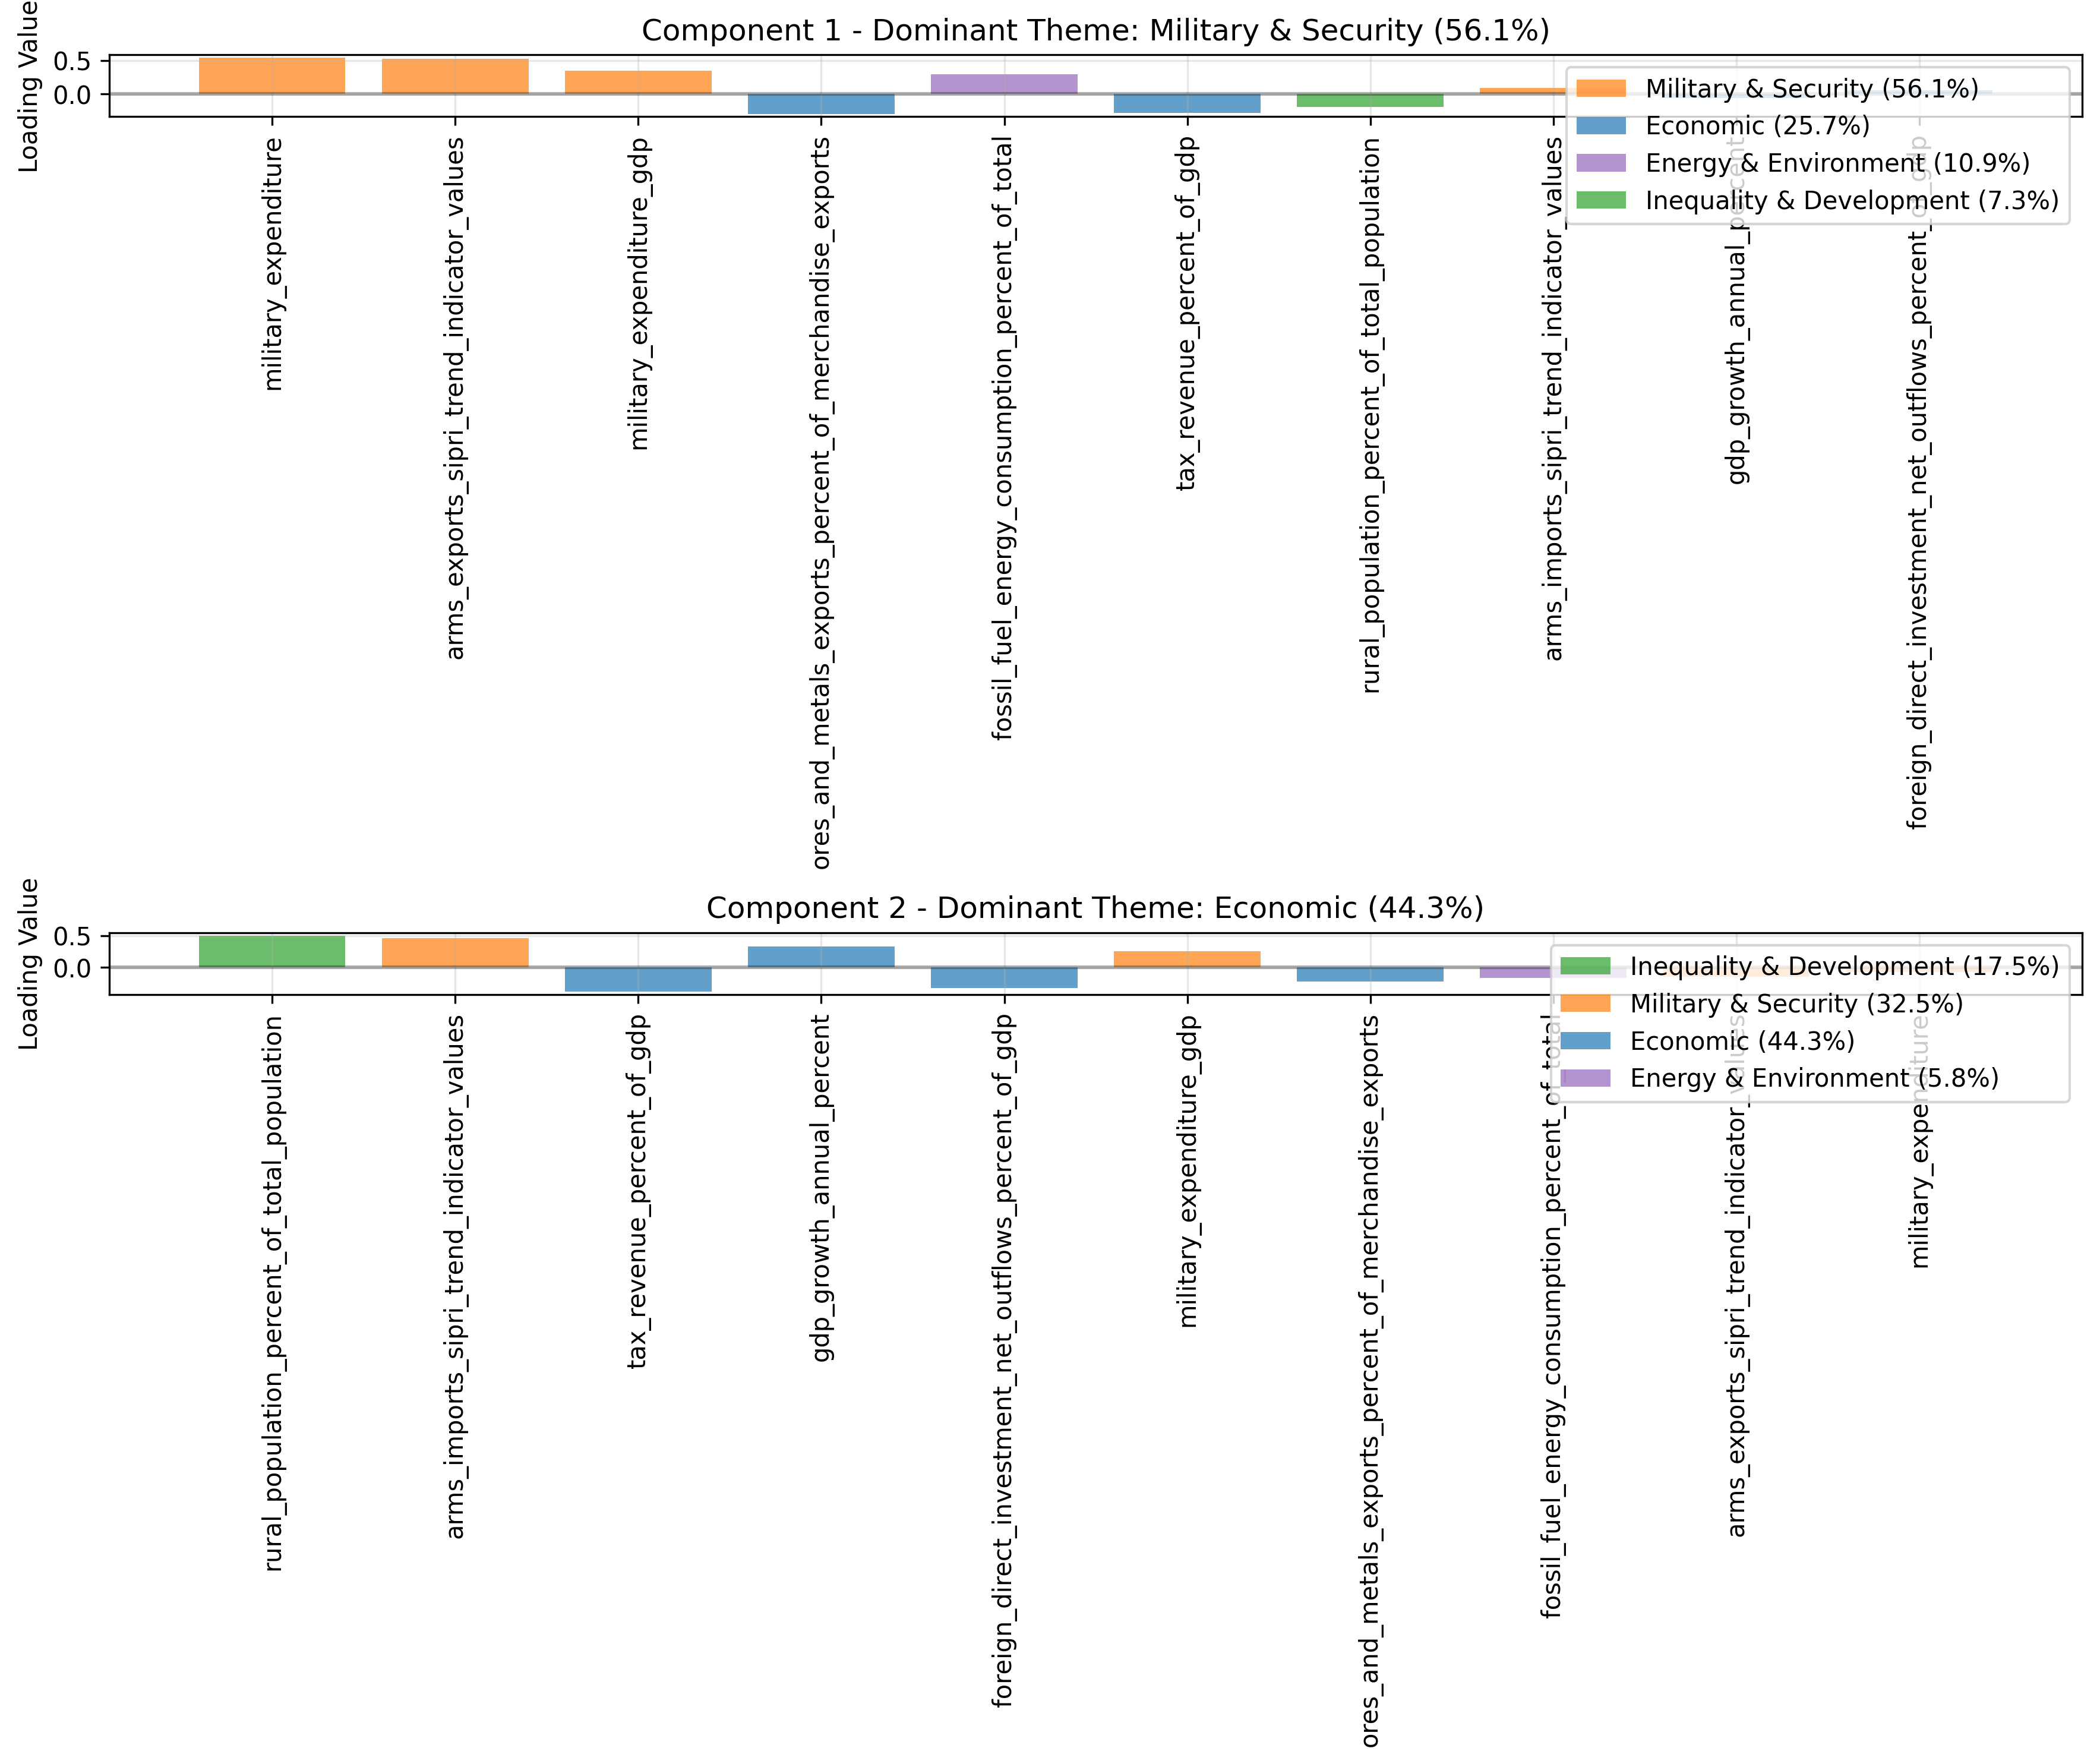 Component 1 - Dominant Theme: Military & Security (56.1%)
Loading Value
0.5
0.0
Military & Security (56.1%)
Economic (25.7%)
Energy & Environment (10.9%)
Inequality & Development (7.3%)
military_expenditure
arms_exports_sipri_trend_indicator_values
military_expenditure_gdp
ores_and_metals_exports_percent_of_merchandise_exports
fossil_fuel_energy_consumption_percent_of_total
tax_revenue_percent_of_gdp
rural_population_percent_of_total_population
arms_imports_sipri_trend_indicator_values
gdp_growth_annual_percent
foreign_direct_investment_net_outflows_percent_of_gdp
Component 2 - Dominant Theme: Economic (44.3%)
Loading Value
0.5
0.0
Inequality & Development (17.5%)
Military & Security (32.5%)
Economic (44.3%)
Energy & Environment (5.8%)
rural_population_percent_of_total_population
arms_imports_sipri_trend_indicator_values
tax_revenue_percent_of_gdp
gdp_growth_annual_percent
foreign_direct_investment_net_outflows_percent_of_gdp
military_expenditure_gdp
ores_and_metals_exports_percent_of_merchandise_exports
fossil_fuel_energy_consumption_percent_of_total
arms_exports_sipri_trend_indicator_values
military_expenditure